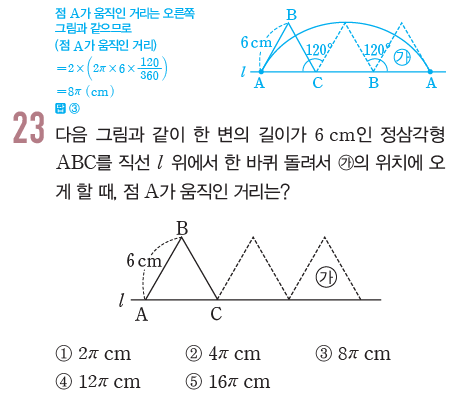 점 A가 움직인 거리는 오른쪽
그림과 같으므로
(점 A가 움직인 거리)
=2×(2π×6×120/360)
=8π (cm)
답 ③
B
6 cm
120°
120°
㉮
l
A
C
B
A
23 다음 그림과 같이 한 변의 길이가 6 cm인 정삼각형
ABC를 직선 l 위에서 한 바퀴 돌려서 ㉮의 위치에 오
게 할 때, 점 A가 움직인 거리는?
B
6 cm
㉮
l
A
C
① 2π cm ② 4π cm ③ 8π cm
④ 12π cm ⑤ 16π cm